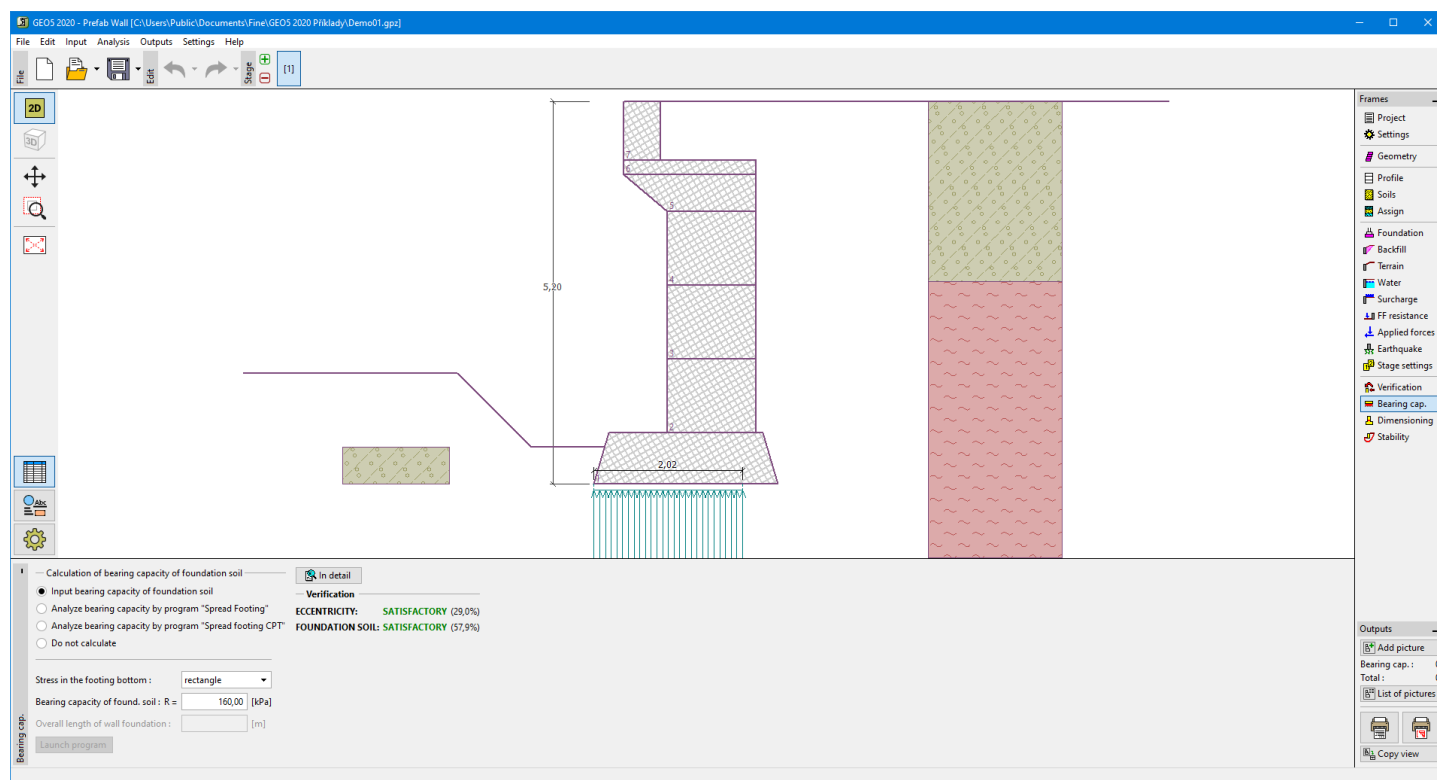 GEO5 2020 - Prefab Wall [C:\Users\Public\Documents\Fine\GEO5 2020 Příklady\Demo01.gpz]
File Edit Input Analysis Outputs Settings Help
File
Edit
Stage
[1]
2D
3D
Abc
7
6
5
4
3
2
5,20
2,02
Frames
Project
Settings
Geometry
Profile
Soils
Assign
Foundation
Backfill
Terrain
Water
Surcharge
FF resistance
Applied forces
Earthquake
Stage settings
Verification
Bearing cap.
Dimensioning
Stability
Outputs
Add picture
Bearing cap. :
Total :
List of pictures
Copy view
Bearing cap.
Calculation of bearing capacity of foundation soil
Input bearing capacity of foundation soil
Analyze bearing capacity by program "Spread Footing"
Analyze bearing capacity by program "Spread footing CPT"
Do not calculate
Stress in the footing bottom : rectangle
Bearing capacity of found. soil : R = 160,00 [kPa]
Overall length of wall foundation : [m]
Launch program
In detail
Verification
ECCENTRICITY: SATISFACTORY (29,0%)
FOUNDATION SOIL: SATISFACTORY (57,9%)